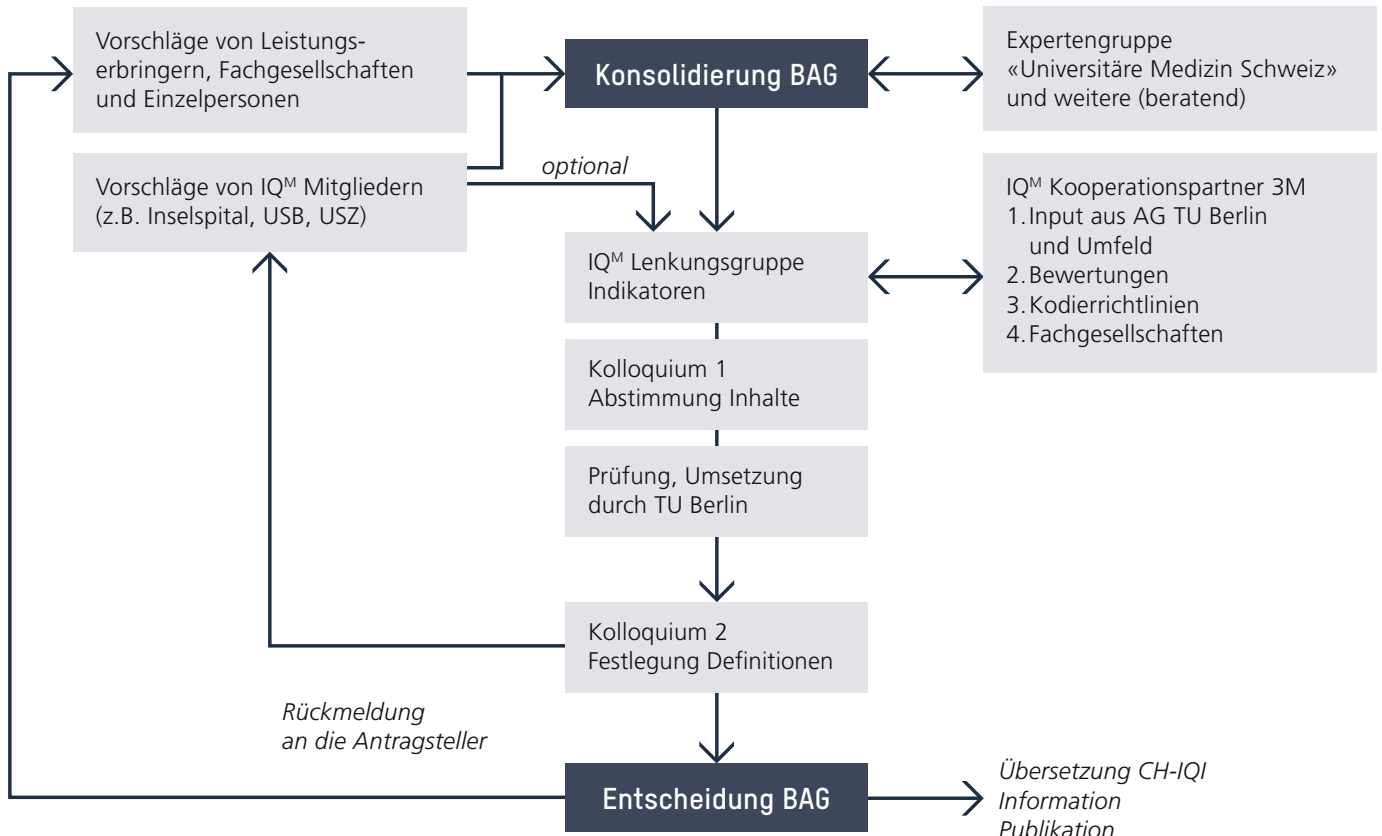 Vorschläge von Leistungs-
erbringern, Fachgesellschaften
und Einzelpersonen
Konsolidierung BAG
Expertengruppe
«Universitäre Medizin Schweiz»
und weitere (beratend)
Vorschläge von IQᴹ Mitgliedern
(z.B. Inselspital, USB, USZ)
optional
IQᴹ Lenkungsgruppe
Indikatoren
IQᴹ Kooperationspartner 3M
1. Input aus AG TU Berlin
und Umfeld
2. Bewertungen
3. Kodierrichtlinien
4. Fachgesellschaften
Kolloquium 1
Abstimmung Inhalte
Prüfung, Umsetzung
durch TU Berlin
Kolloquium 2
Festlegung Definitionen
Rückmeldung
an die Antragsteller
Entscheidung BAG
Übersetzung CH-IQI
Information
Publikation